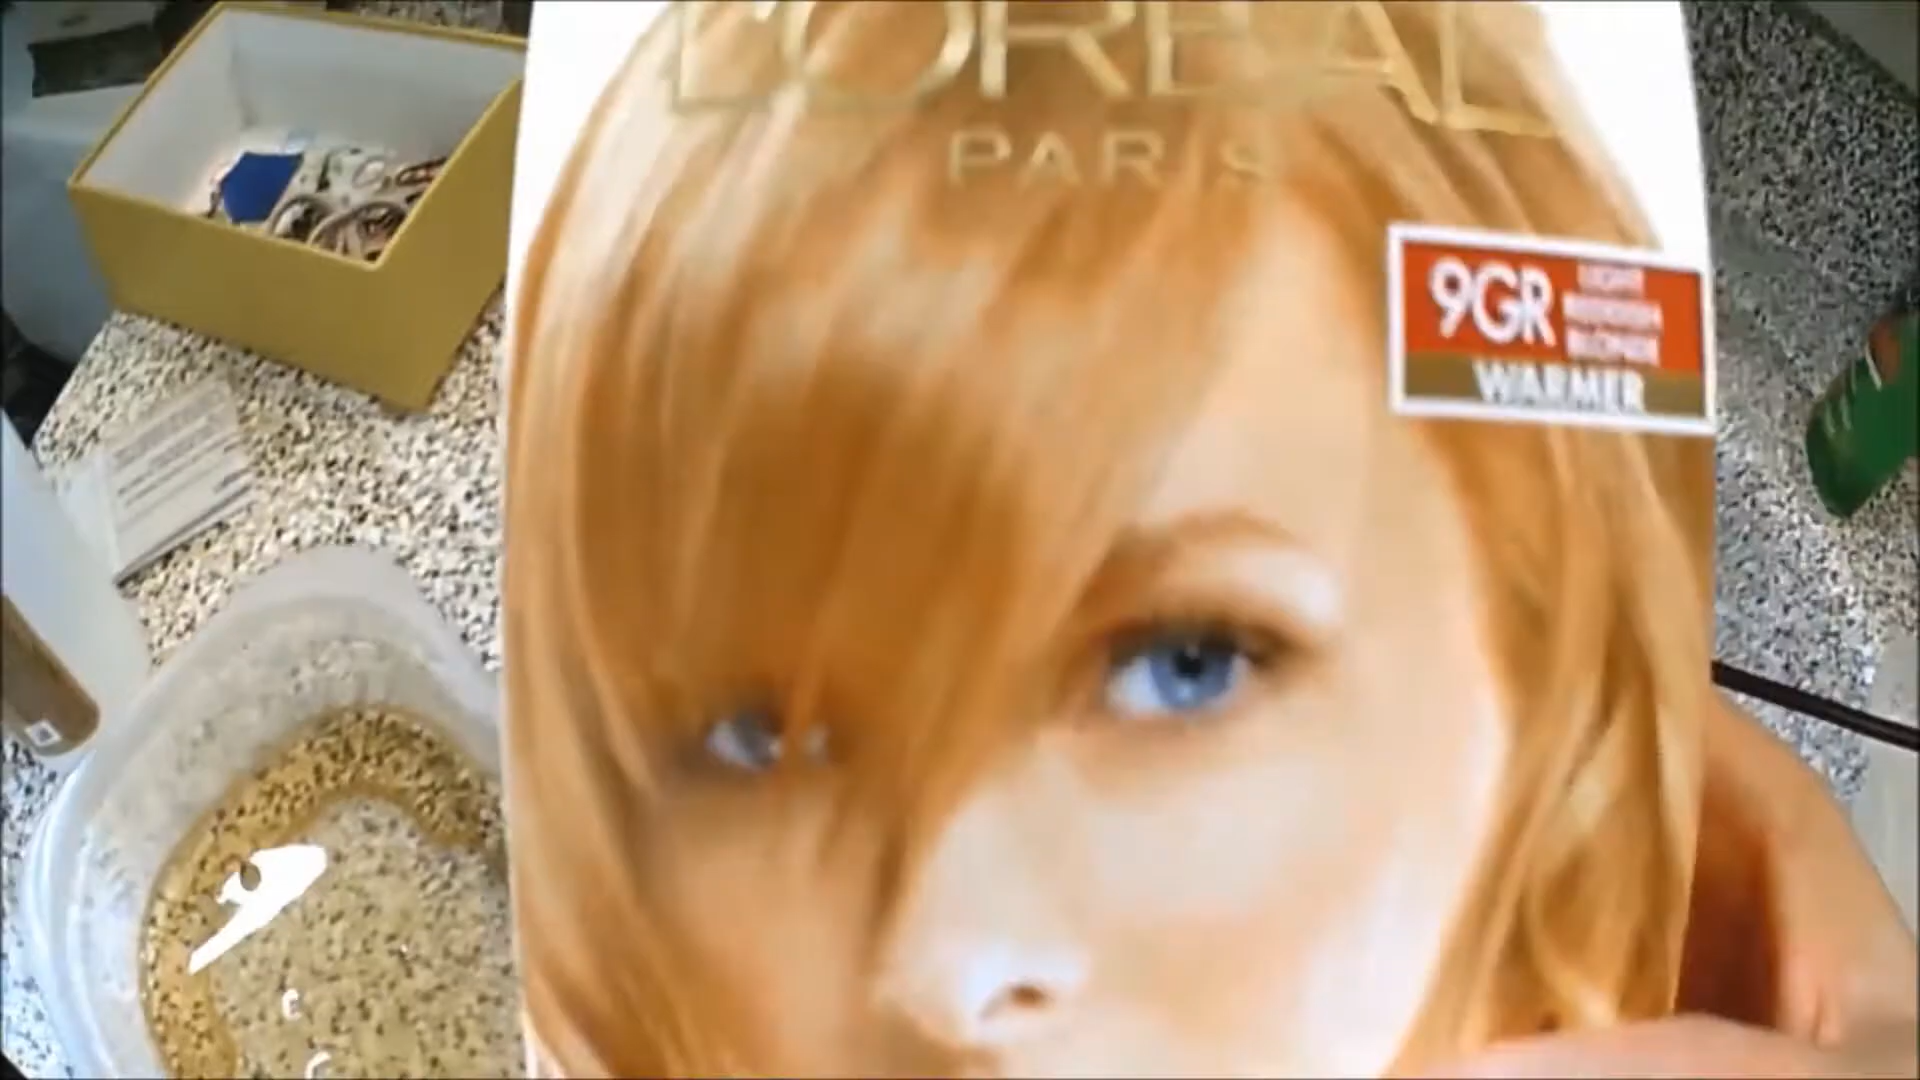 L'ORÉAL
PARIS
9GR
LIGHT
REDDISH
BLONDE
WARMER